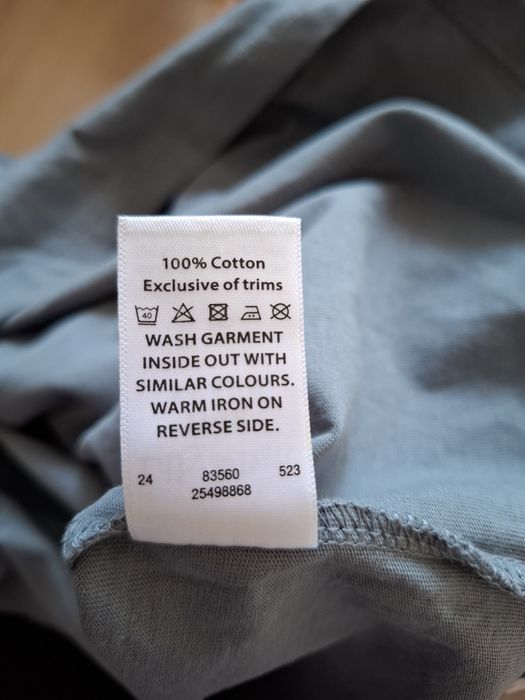 100% Cotton
Exclusive of trims
40
WASH GARMENT
INSIDE OUT WITH
SIMILAR COLOURS.
WARM IRON ON
REVERSE SIDE.
24 83560 523
25498868